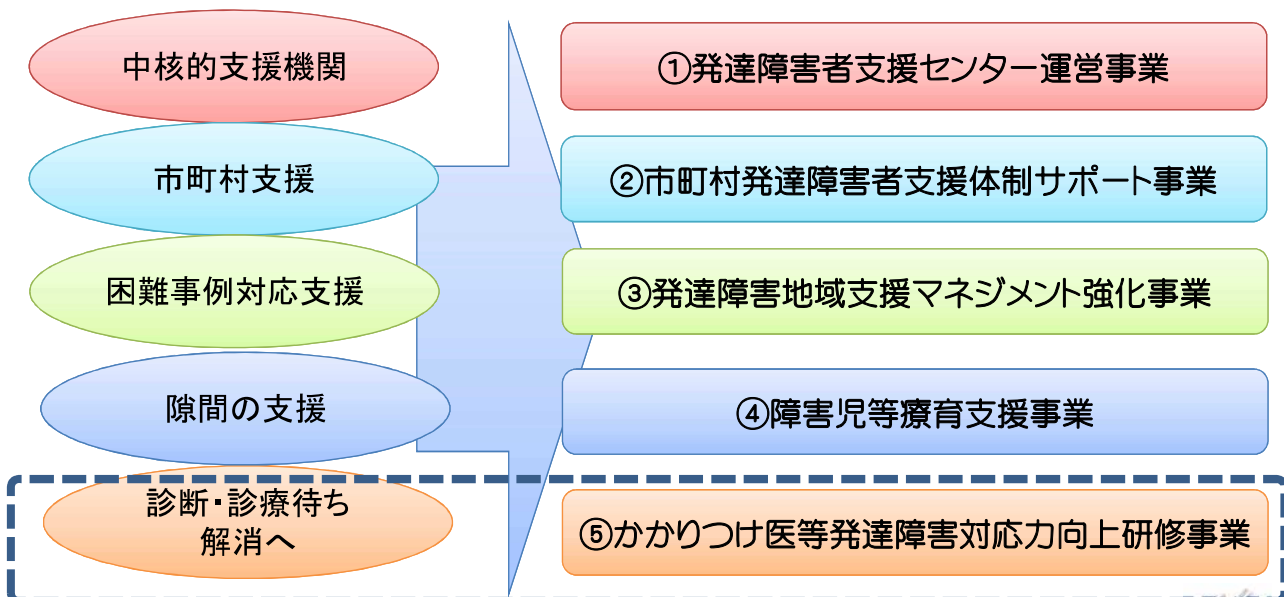 中核的支援機関
①発達障害者支援センター運営事業
市町村支援
②市町村発達障害者支援体制サポート事業
困難事例対応支援
③発達障害地域支援マネジメント強化事業
隙間の支援
④障害児等療育支援事業
診断・診療待ち
解消へ
⑤かかりつけ医等発達障害対応力向上研修事業